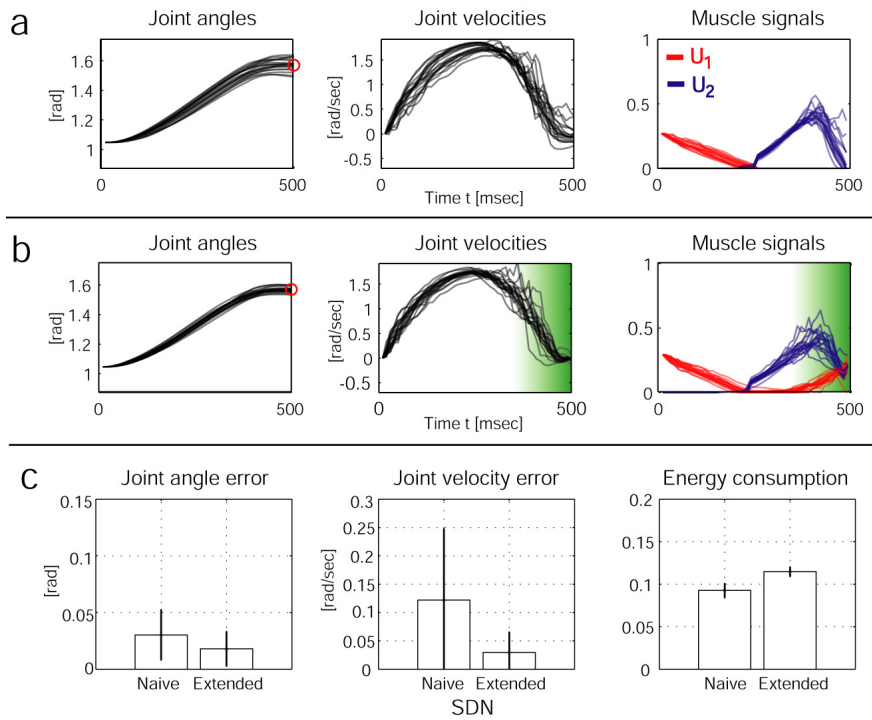 a
Joint angles
Joint velocities
Muscle signals
[rad]
1.6
1.4
1.2
1
0
500
[rad/sec]
1.5
1
0.5
0
-0.5
0
500
Time t [msec]
1
0.5
0
0
500
U1
U2
b
Joint angles
Joint velocities
Muscle signals
[rad]
1.6
1.4
1.2
1
0
500
[rad/sec]
1.5
1
0.5
0
-0.5
0
500
Time t [msec]
1
0.5
0
0
500
c
Joint angle error
Joint velocity error
Energy consumption
[rad]
0.15
0.1
0.05
0
Naive Extended
[rad/sec]
0.3
0.25
0.2
0.15
0.1
0.05
0
Naive Extended
SDN
0.2
0.15
0.1
0.05
0
Naive Extended